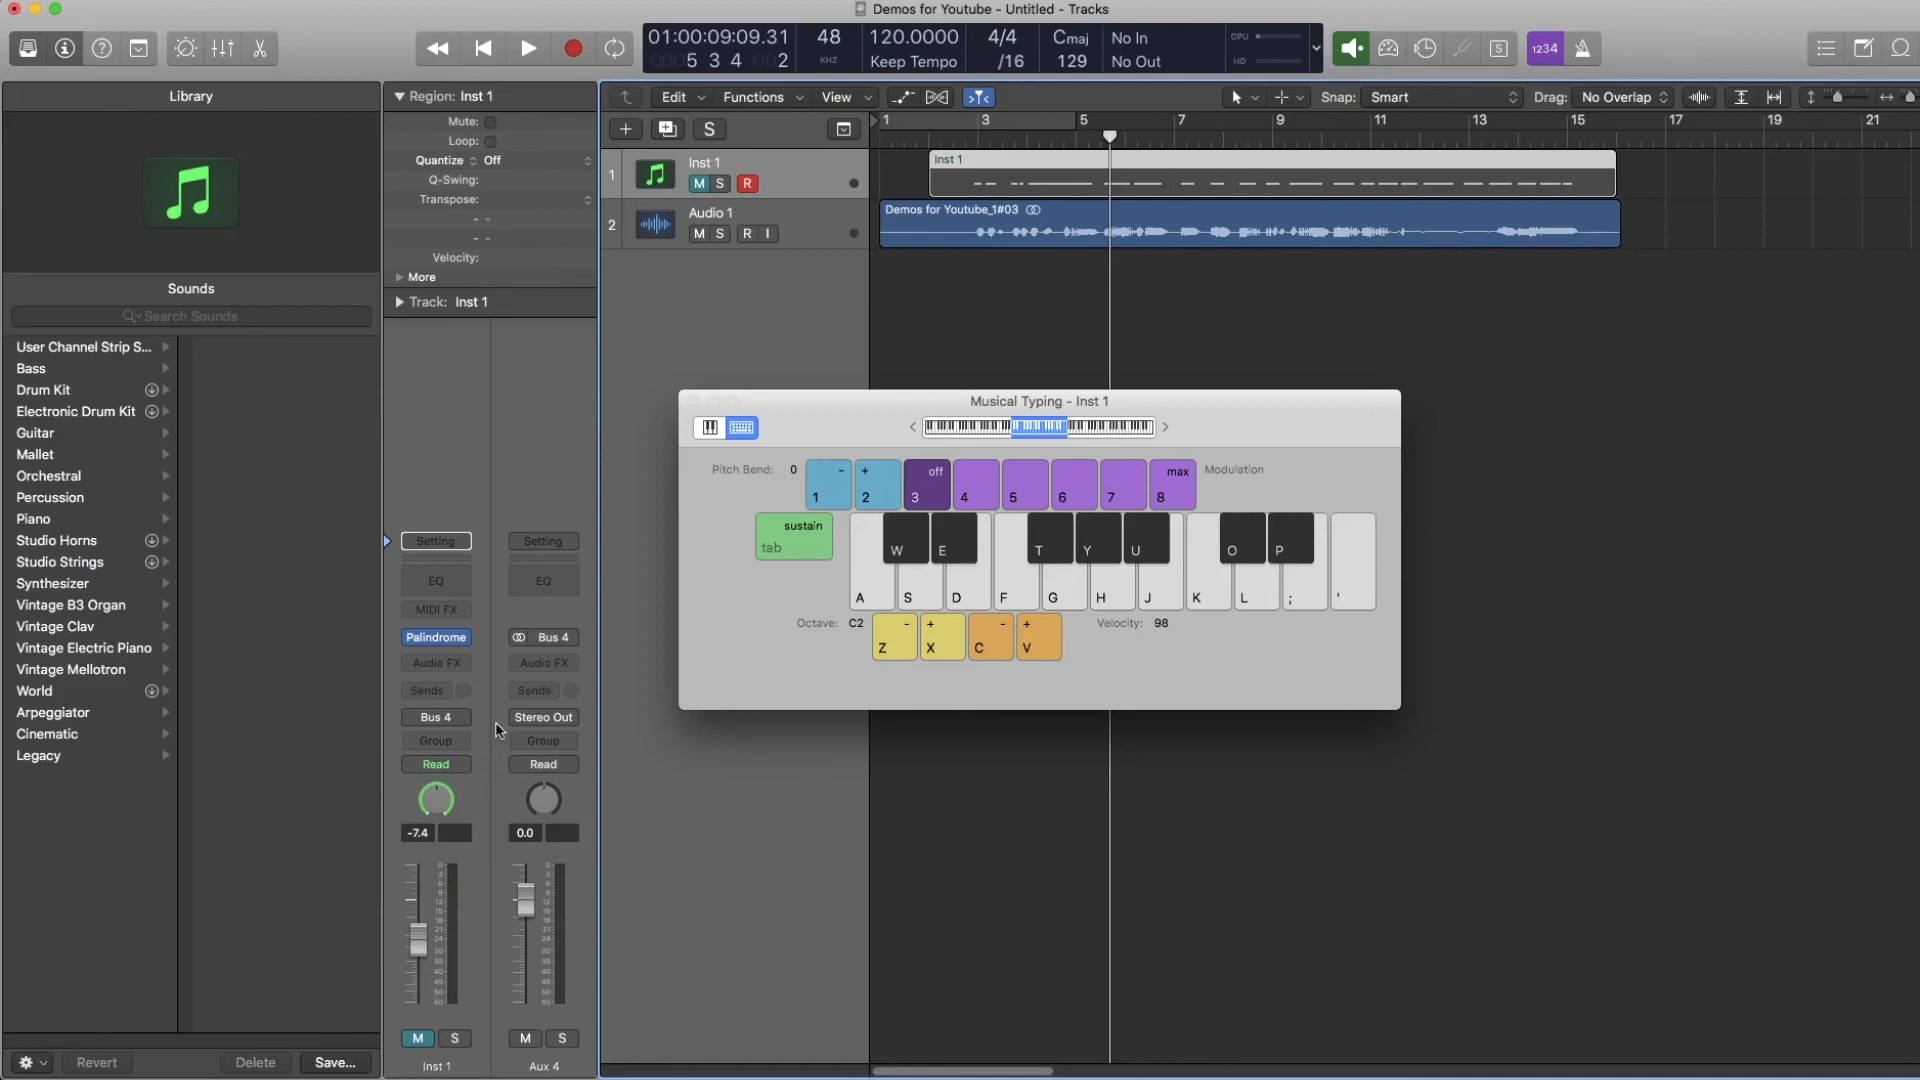 Demos for Youtube - Untitled - Tracks
01:00:09:09.31 48 120.0000 4/4 Cmaj No In CPU
5 3 4 2 KHZ Keep Tempo /16 129 No Out HD
1234
S
Library
Region: Inst 1
Edit Functions View Snap: Smart Drag: No Overlap
Mute:
Loop:
Quantize Off
Q-Swing:
Transpose:
- -
- -
Velocity:
More
Track: Inst 1
S
1 3 5 7 9 11 13 15 17 19 21
1 Inst 1
M S R
Inst 1
2 Audio 1
M S R I
Demos for Youtube_1#03
Sounds
Search Sounds
User Channel Strip S...
Bass
Drum Kit
Electronic Drum Kit
Guitar
Mallet
Orchestral
Percussion
Piano
Studio Horns
Studio Strings
Synthesizer
Vintage B3 Organ
Vintage Clav
Vintage Electric Piano
Vintage Mellotron
World
Arpeggiator
Cinematic
Legacy
Revert Delete Save...
Setting Setting
EQ EQ
MIDI FX
Palindrome Bus 4
Audio FX Audio FX
Sends Sends
Bus 4 Stereo Out
Group Group
Read Read
-7.4 0.0
M S M S
Inst 1 Aux 4
Musical Typing - Inst 1
Pitch Bend: 0 - + off max Modulation
1 2 3 4 5 6 7 8
sustain
tab
W E T Y U O P
A S D F G H J K L ; '
Octave: C2 - + - + Velocity: 98
Z X C V